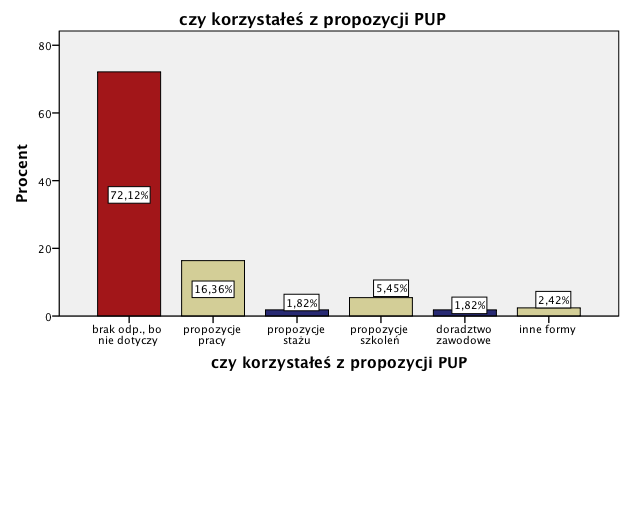 czy korzystałeś z propozycji PUP
80
60
40
20
0
Procent
72,12%
16,36%
1,82%
5,45%
1,82%
2,42%
brak odp., bo
nie dotyczy
propozycje
pracy
propozycje
stażu
propozycje
szkoleń
doradztwo
zawodowe
inne formy
czy korzystałeś z propozycji PUP